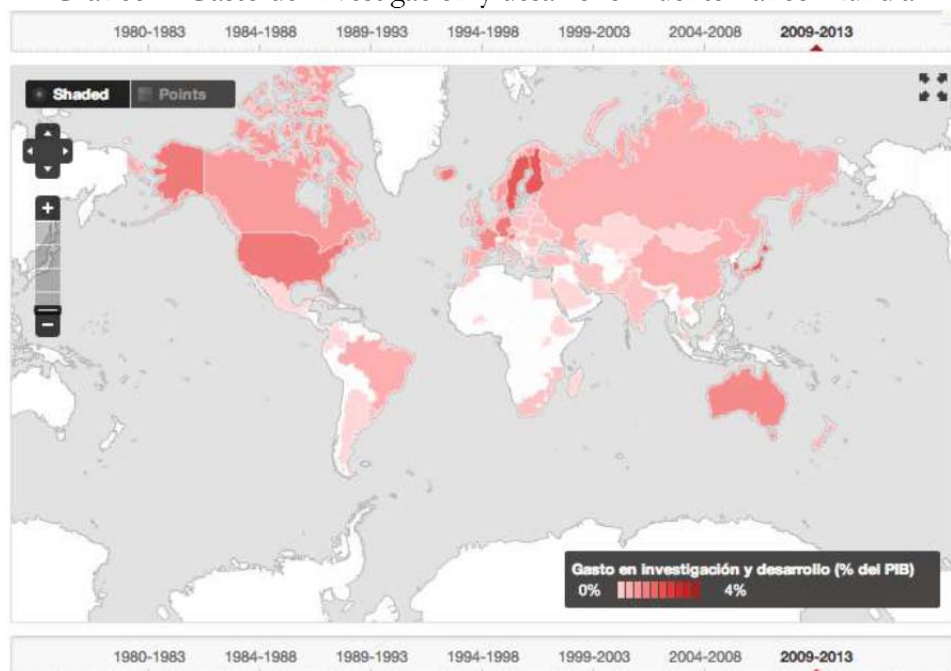 1980-1983 1984-1988 1989-1993 1994-1998 1999-2003 2004-2008 2009-2013
Shaded Points
+
−
Gasto en investigación y desarrollo (% del PIB)
0% 4%
1980-1983 1984-1988 1989-1993 1994-1998 1999-2003 2004-2008 2009-2013